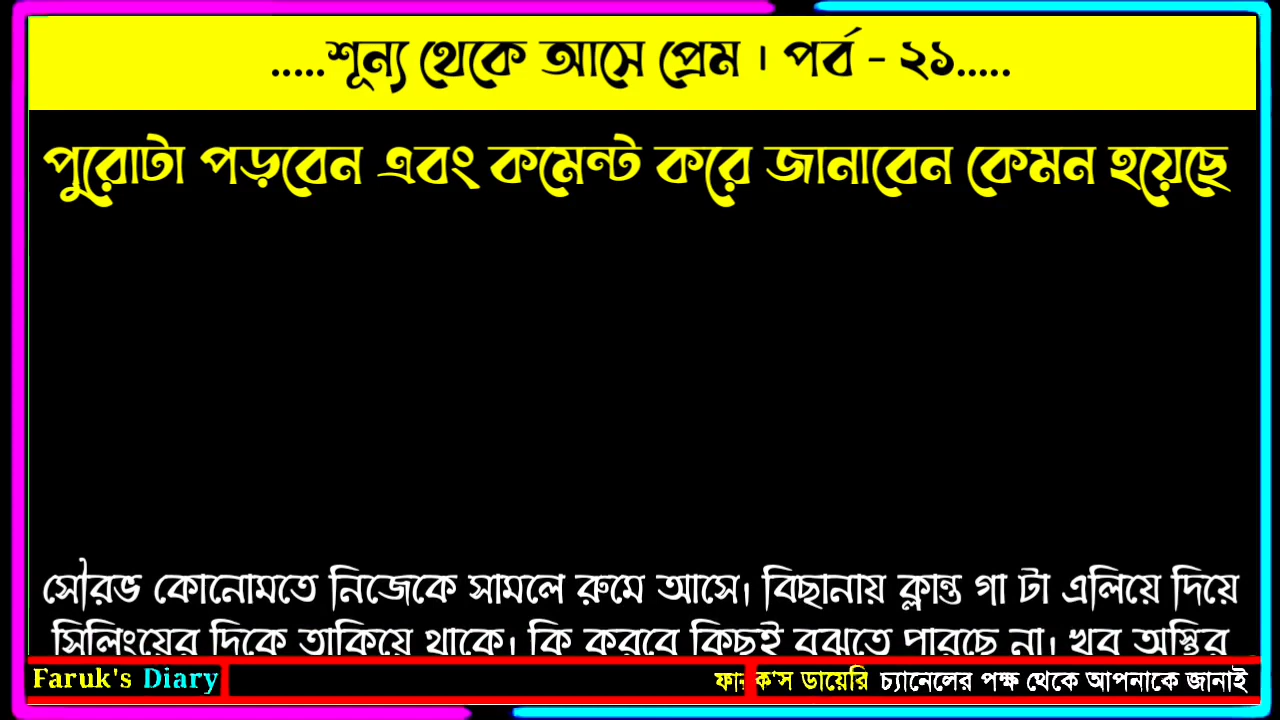 .....শূন্য থেকে আসে প্রেম । পর্ব - ২১.....
পুরোটা পড়বেন এবং কমেন্ট করে জানাবেন কেমন হয়েছে
সৌরভ কোনোমতে নিজেকে সামলে রুমে আসে। বিছানায় ক্লান্ত গা টা এলিয়ে দিয়ে
সিলিংয়ের দিকে তাকিয়ে থাকে। কি করবে কিছুই বুঝতে পারছে না। খুব অস্থির
Faruk's Diary
ফারুক'স ডায়েরি চ্যানেলের পক্ষ থেকে আপনাকে জানাই